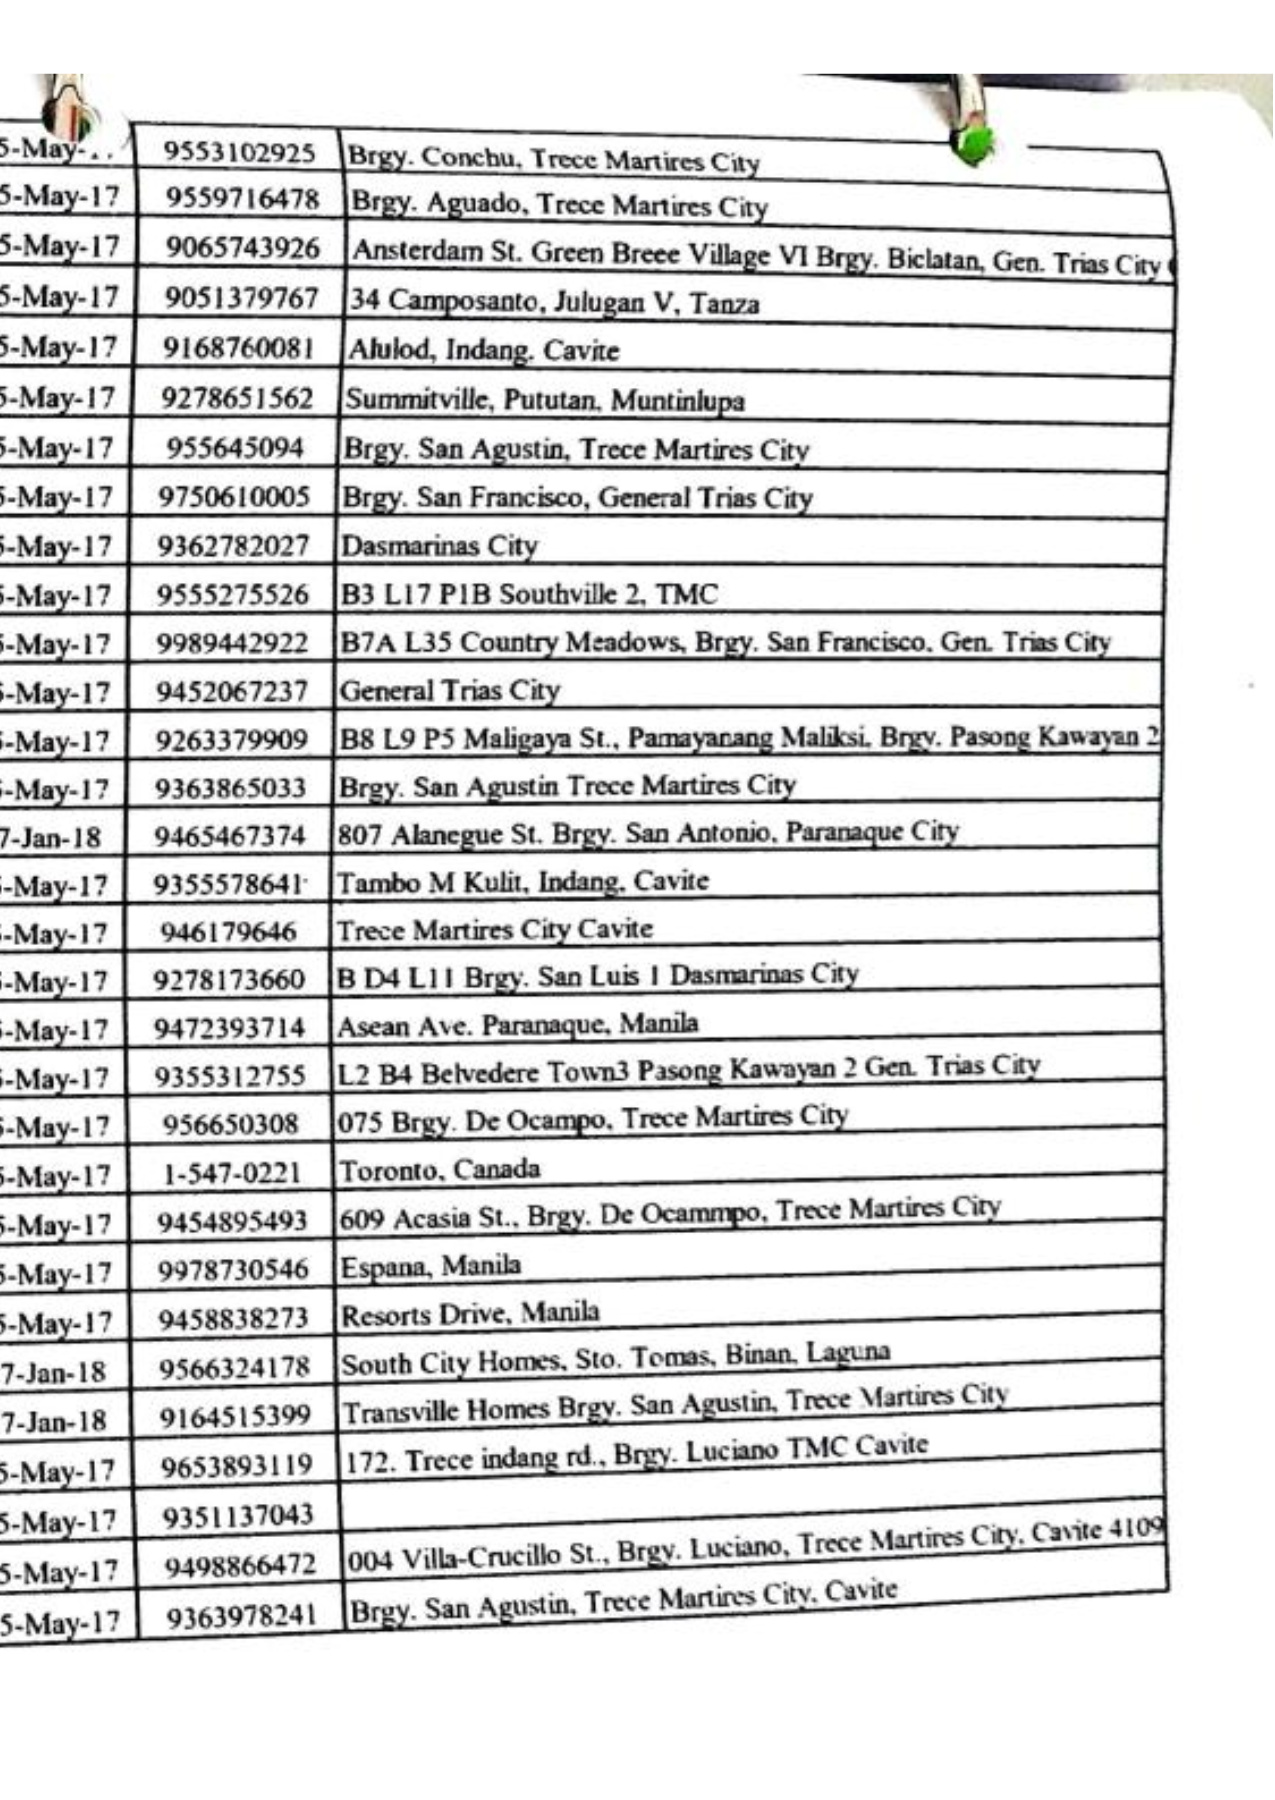 5-May- 9553102925 Brgy. Conchu, Trece Martires City
5-May-17 9559716478 Brgy. Aguado, Trece Martires City
5-May-17 9065743926 Ansterdam St. Green Breee Village VI Brgy. Biclatan, Gen. Trias City
5-May-17 9051379767 34 Camposanto, Julugan V, Tanza
5-May-17 9168760081 Alulod, Indang. Cavite
5-May-17 9278651562 Summitville, Pututan, Muntinlupa
5-May-17 955645094 Brgy. San Agustin, Trece Martires City
5-May-17 9750610005 Brgy. San Francisco, General Trias City
5-May-17 9362782027 Dasmarinas City
5-May-17 9555275526 B3 L17 P1B Southville 2, TMC
5-May-17 9989442922 B7A L35 Country Meadows, Brgy. San Francisco. Gen. Trias City
5-May-17 9452067237 General Trias City
5-May-17 9263379909 B8 L9 P5 Maligaya St., Pamayanang Maliksi, Brgy. Pasong Kawayan 2
5-May-17 9363865033 Brgy. San Agustin Trece Martires City
7-Jan-18 9465467374 807 Alanegue St. Brgy. San Antonio, Paranaque City
5-May-17 9355578641 Tambo M Kulit, Indang, Cavite
5-May-17 946179646 Trece Martires City Cavite
5-May-17 9278173660 B D4 L11 Brgy. San Luis 1 Dasmarinas City
5-May-17 9472393714 Asean Ave. Paranaque, Manila
5-May-17 9355312755 L2 B4 Belvedere Town3 Pasong Kawayan 2 Gen. Trias City
5-May-17 956650308 075 Brgy. De Ocampo, Trece Martires City
5-May-17 1-547-0221 Toronto, Canada
5-May-17 9454895493 609 Acasia St., Brgy. De Ocammpo, Trece Martires City
5-May-17 9978730546 Espana, Manila
5-May-17 9458838273 Resorts Drive, Manila
7-Jan-18 9566324178 South City Homes, Sto. Tomas, Binan, Laguna
7-Jan-18 9164515399 Transville Homes Brgy. San Agustin, Trece Martires City
5-May-17 9653893119 172. Trece indang rd., Brgy. Luciano TMC Cavite
5-May-17 9351137043
5-May-17 9498866472 004 Villa-Crucillo St., Brgy. Luciano, Trece Martires City, Cavite 4109
5-May-17 9363978241 Brgy. San Agustin, Trece Martires City, Cavite